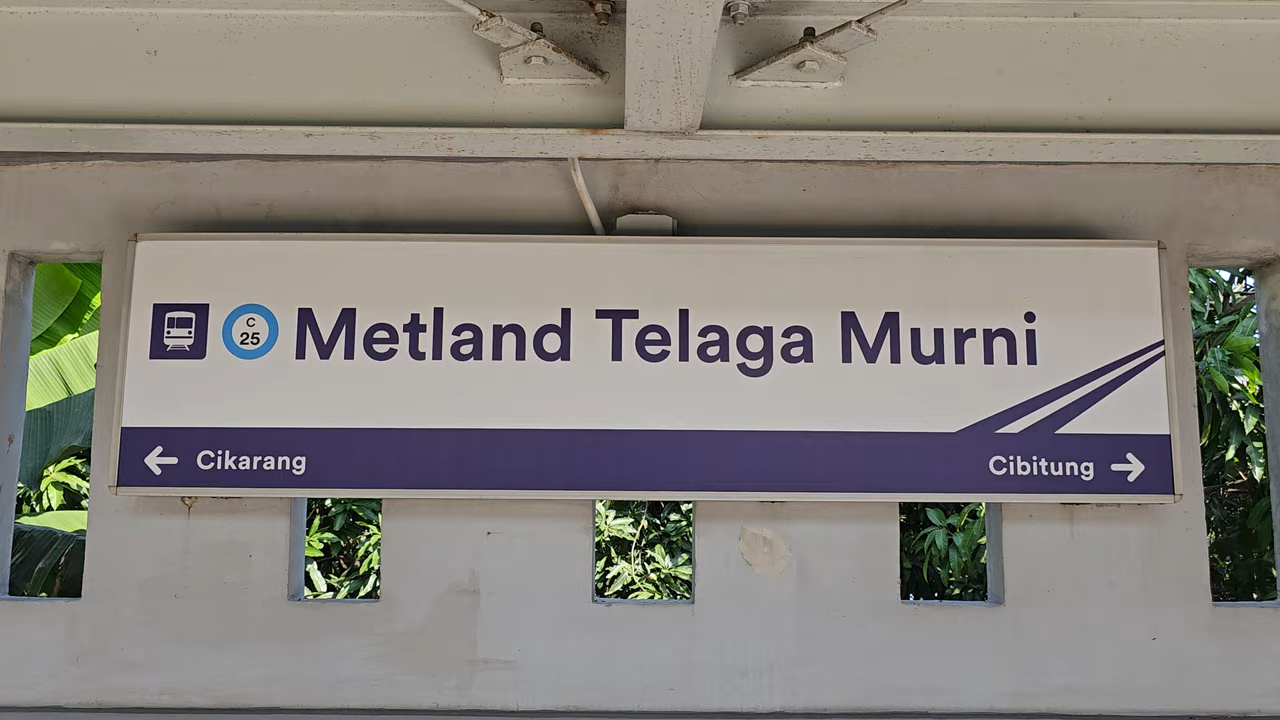 C
25
Metland Telaga Murni
← Cikarang
Cibitung →